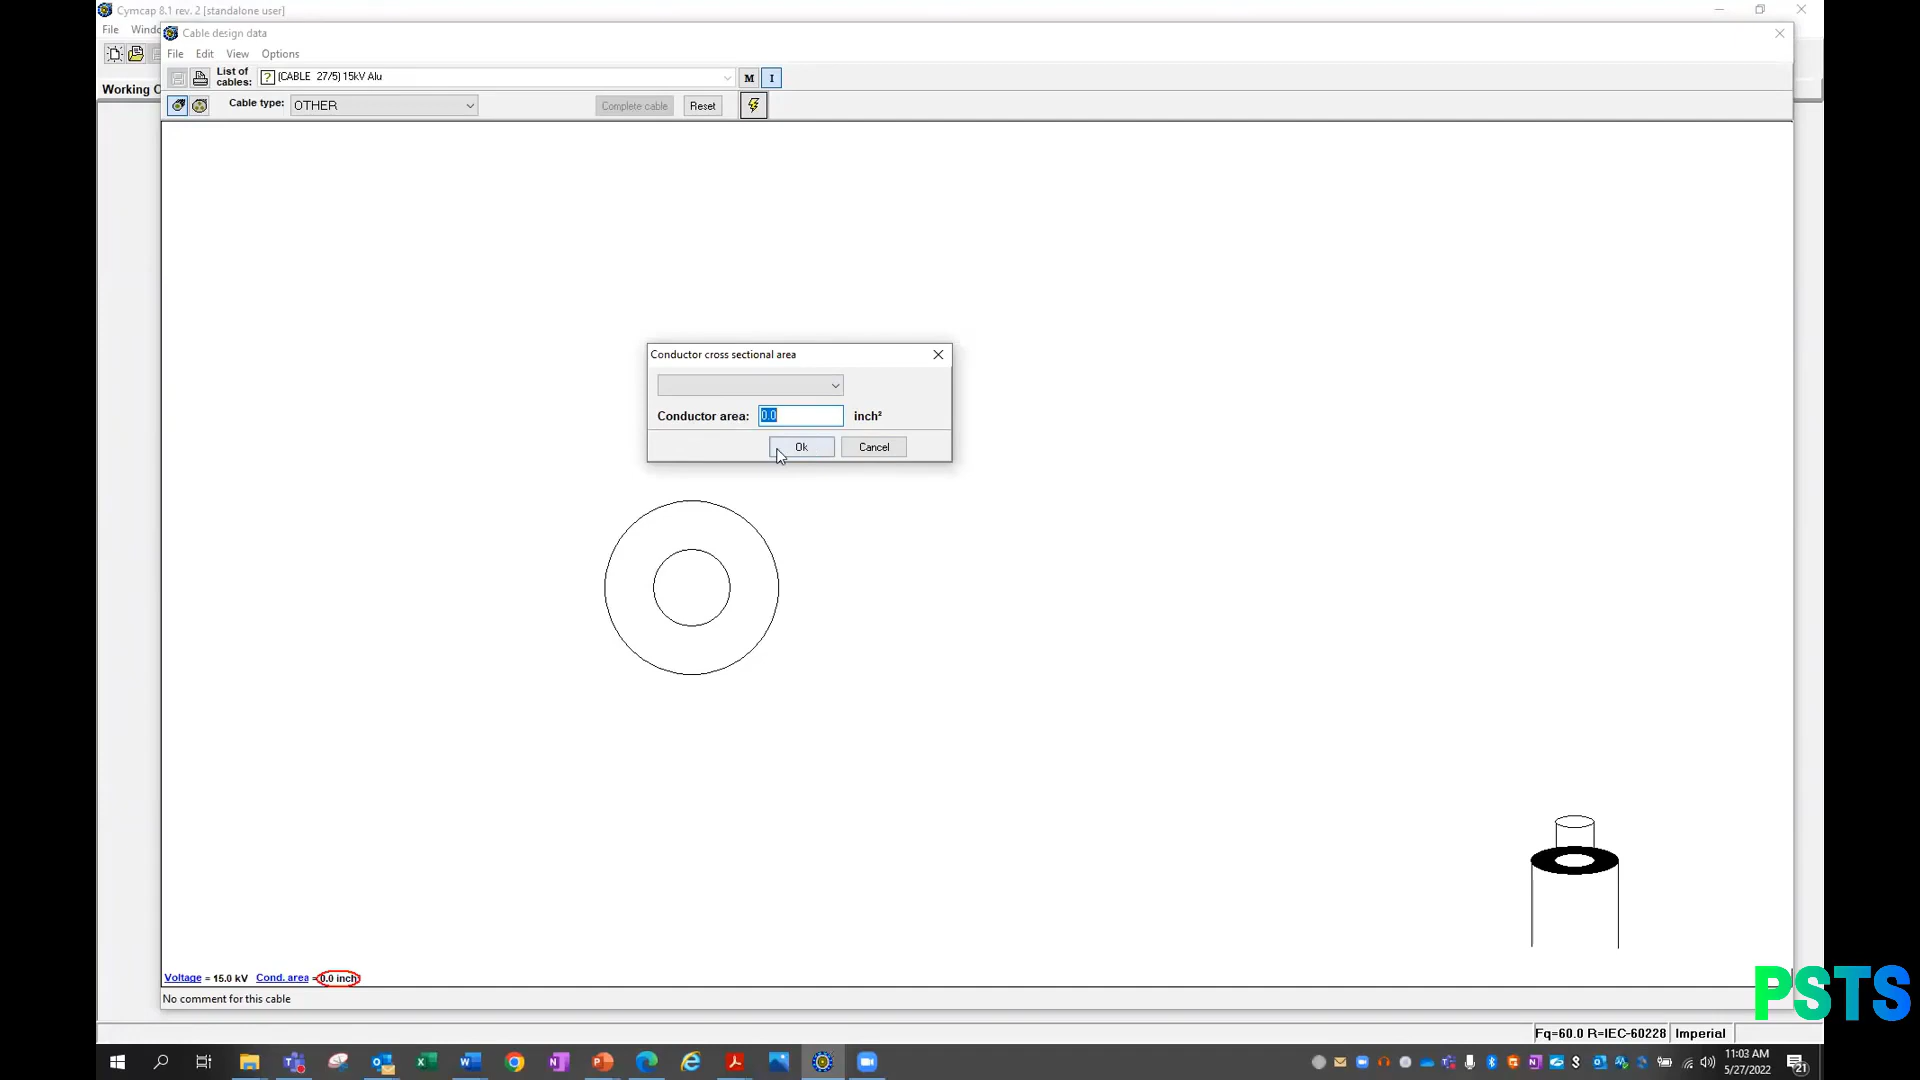 Cymcap 8.1 rev. 2 [standalone user]
File Windo
Cable design data
File Edit View Options
List of cables: ? (CABLE 27/5) 15kV Alu M I
Working C
Cable type: OTHER Complete cable Reset
Conductor cross sectional area
Conductor area: 0.0 inch²
Ok Cancel
Voltage = 15.0 kV Cond. area = 0.0 inch
No comment for this cable
PSTS
Fq=60.0 R=IEC-60228 Imperial
11:03 AM
5/27/2022
21